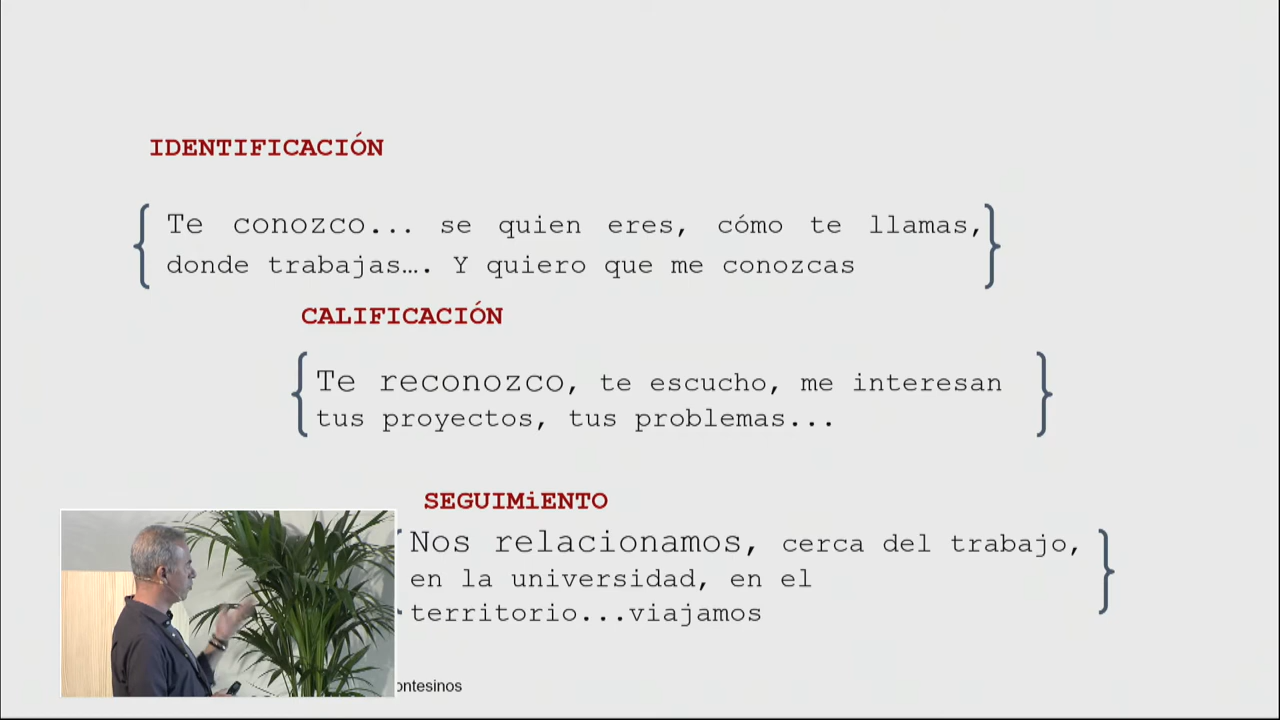 IDENTIFICACIÓN
Te conozco... se quien eres, cómo te llamas,
donde trabajas…. Y quiero que me conozcas
CALIFICACIÓN
Te reconozco, te escucho, me interesan
tus proyectos, tus problemas...
SEGUIMiENTO
Nos relacionamos, cerca del trabajo,
en la universidad, en el
territorio...viajamos